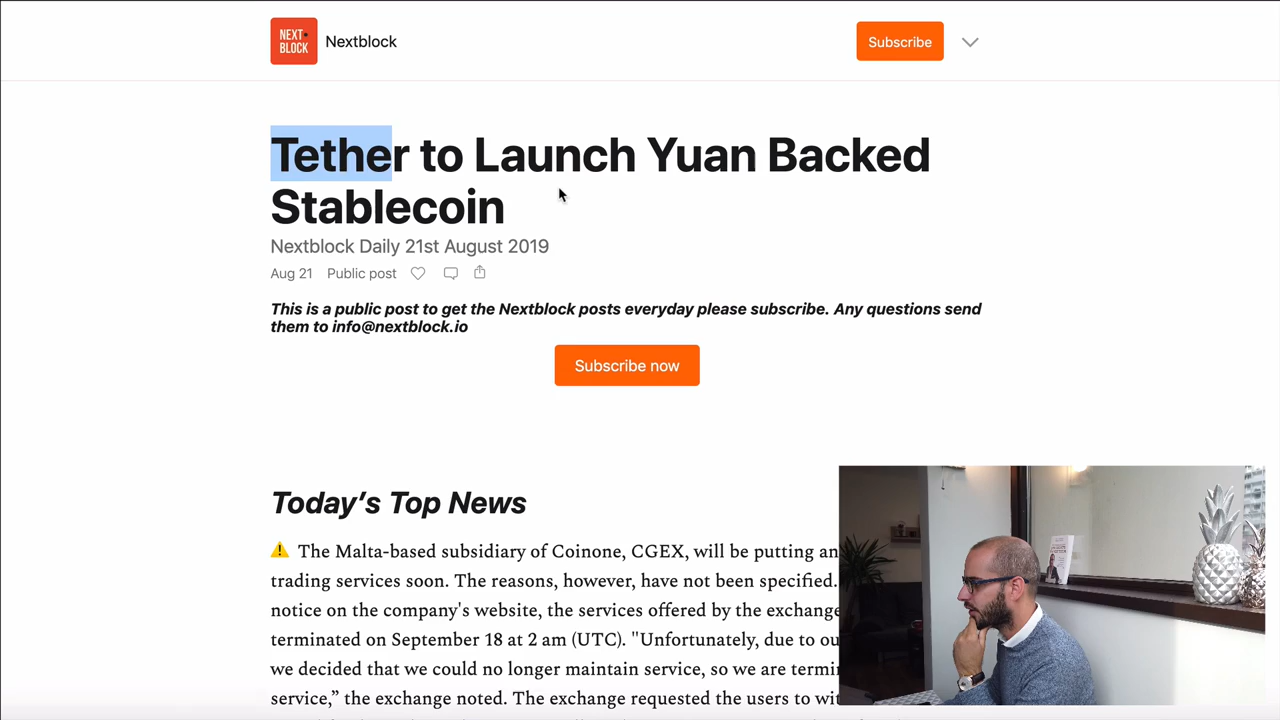 NEXT
BLOCK
Nextblock
Subscribe
Tether to Launch Yuan Backed
Stablecoin
Nextblock Daily 21st August 2019
Aug 21 Public post
This is a public post to get the Nextblock posts everyday please subscribe. Any questions send
them to info@nextblock.io
Subscribe now
Today’s Top News
The Malta-based subsidiary of Coinone, CGEX, will be putting an
trading services soon. The reasons, however, have not been specified.
notice on the company's website, the services offered by the exchange
terminated on September 18 at 2 am (UTC). "Unfortunately, due to ou
we decided that we could no longer maintain service, so we are termi
service,” the exchange noted. The exchange requested the users to wit